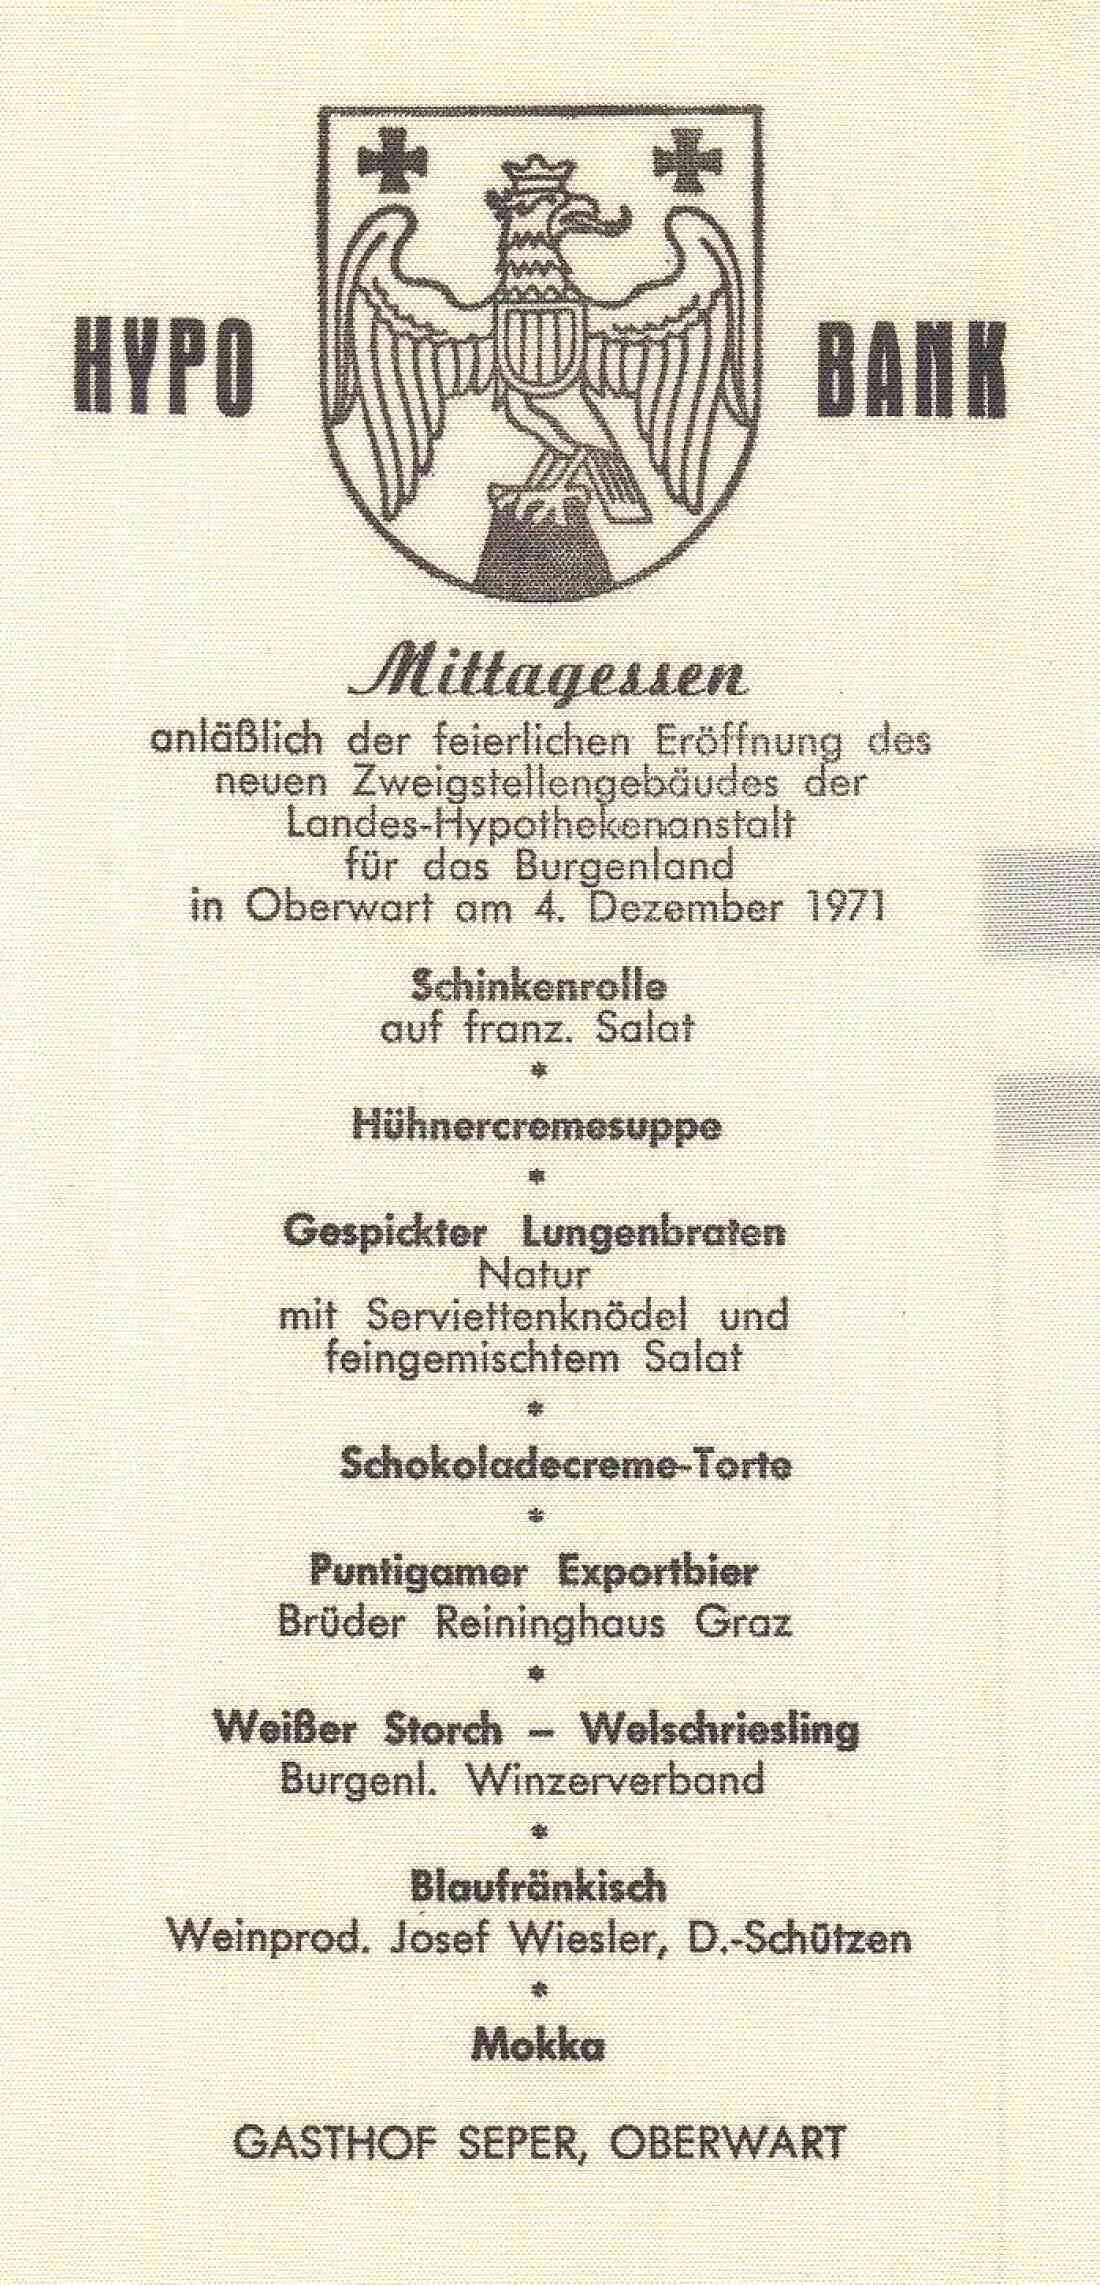 HYPO BANK
Mittagessen
anläßlich der feierlichen Eröffnung des
neuen Zweigstellengebäudes der
Landes-Hypothekenanstalt
für das Burgenland
in Oberwart am 4. Dezember 1971
Schinkenrolle
auf franz. Salat
*
Hühnercremesuppe
*
Gespickter Lungenbraten
Natur
mit Serviettenknödel und
feingemischtem Salat
*
Schokoladecreme-Torte
*
Puntigamer Exportbier
Brüder Reininghaus Graz
*
Weißer Storch – Welschriesling
Burgenl. Winzerverband
*
Blaufränkisch
Weinprod. Josef Wiesler, D.-Schützen
*
Mokka
GASTHOF SEPER, OBERWART